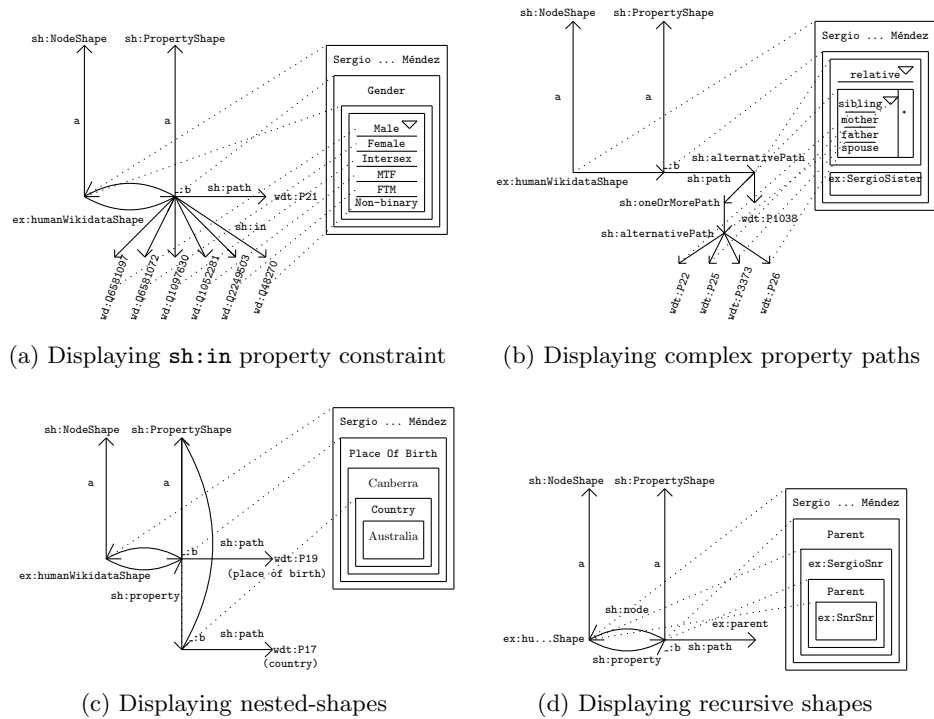 sh:NodeShape sh:PropertyShape
Sergio ... Méndez
Gender
a
a
Male
Female
Intersex
MTF
FTM
Non-binary
_:b
sh:path
wdt:P21
ex:humanWikidataShape
sh:in
wd:Q6581097
wd:Q6581072
wd:Q1097630
wd:Q1052281
wd:Q2249503
wd:Q48270
(a) Displaying sh:in property constraint
sh:NodeShape sh:PropertyShape
Sergio ... Méndez
relative
a
a
sibling
mother
father
spouse
*
_:b
sh:alternativePath
sh:path
ex:humanWikidataShape
ex:SergioSister
sh:oneOrMorePath
wdt:P1038
sh:alternativePath
wdt:P22
wdt:P25
wdt:P3373
wdt:P26
(b) Displaying complex property paths
sh:NodeShape sh:PropertyShape
Sergio ... Méndez
Place Of Birth
a
a
Canberra
Country
Australia
_:b
sh:path
wdt:P19
(place of birth)
ex:humanWikidataShape
sh:property
_:b
sh:path
wdt:P17
(country)
(c) Displaying nested-shapes
sh:NodeShape sh:PropertyShape
Sergio ... Méndez
Parent
a
a
ex:SergioSnr
Parent
ex:SnrSnr
sh:node
ex:parent
ex:hu...Shape
_:b
sh:path
sh:property
(d) Displaying recursive shapes